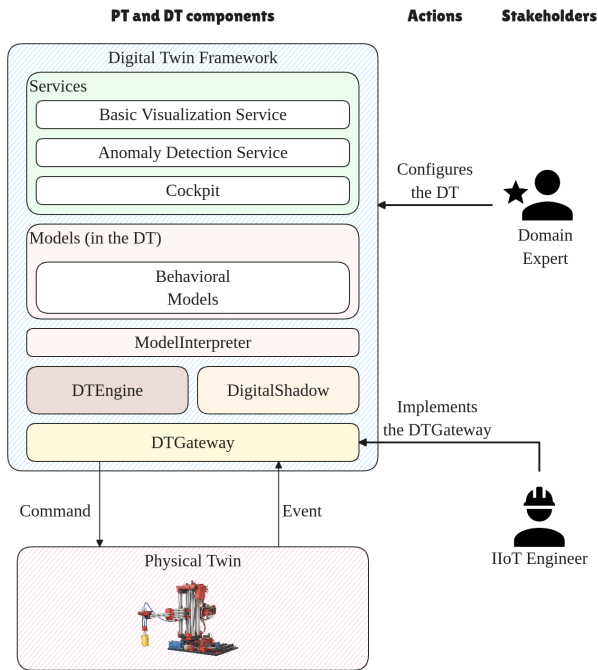 PT and DT components
Actions
Stakeholders
Digital Twin Framework
Services
Basic Visualization Service
Anomaly Detection Service
Cockpit
Configures
the DT
Domain
Expert
Models (in the DT)
Behavioral
Models
ModelInterpreter
DTEngine
DigitalShadow
Implements
the DTGateway
DTGateway
Command
Event
IIoT Engineer
Physical Twin